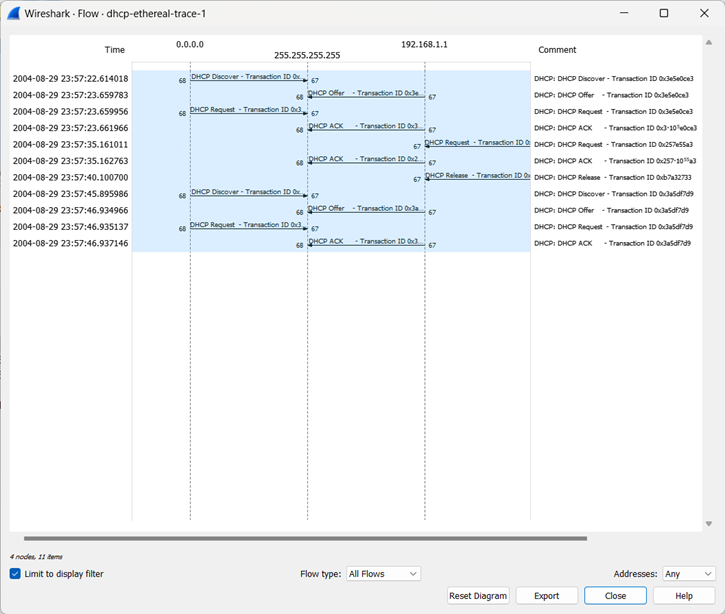 Wireshark · Flow · dhcp-ethereal-trace-1
Time 0.0.0.0 255.255.255.255 192.168.1.1 Comment
2004-08-29 23:57:22.614018 68 DHCP Discover - Transaction ID 0x... 67 DHCP: DHCP Discover - Transaction ID 0x3e5e0ce3
2004-08-29 23:57:23.659783 68 DHCP Offer - Transaction ID 0x3e... 67 DHCP: DHCP Offer - Transaction ID 0x3e5e0ce3
2004-08-29 23:57:23.659956 68 DHCP Request - Transaction ID 0x3... 67 DHCP: DHCP Request - Transaction ID 0x3e5e0ce3
2004-08-29 23:57:23.661966 68 DHCP ACK - Transaction ID 0x3... 67 DHCP: DHCP ACK - Transaction ID 0x3·10⁵e0ce3
2004-08-29 23:57:35.161011 67 DHCP Request - Transaction ID 0 DHCP: DHCP Request - Transaction ID 0x257e55a3
2004-08-29 23:57:35.162763 68 DHCP ACK - Transaction ID 0x2... 67 DHCP: DHCP ACK - Transaction ID 0x257·10⁵⁵a3
2004-08-29 23:57:40.100700 67 DHCP Release - Transaction ID 0x DHCP: DHCP Release - Transaction ID 0xb7a32733
2004-08-29 23:57:45.895986 68 DHCP Discover - Transaction ID 0x... 67 DHCP: DHCP Discover - Transaction ID 0x3a5df7d9
2004-08-29 23:57:46.934966 68 DHCP Offer - Transaction ID 0x3a... 67 DHCP: DHCP Offer - Transaction ID 0x3a5df7d9
2004-08-29 23:57:46.935137 68 DHCP Request - Transaction ID 0x3... 67 DHCP: DHCP Request - Transaction ID 0x3a5df7d9
2004-08-29 23:57:46.937146 68 DHCP ACK - Transaction ID 0x3... 67 DHCP: DHCP ACK - Transaction ID 0x3a5df7d9
4 nodes, 11 items
Limit to display filter Flow type: All Flows Addresses: Any
Reset Diagram Export Close Help